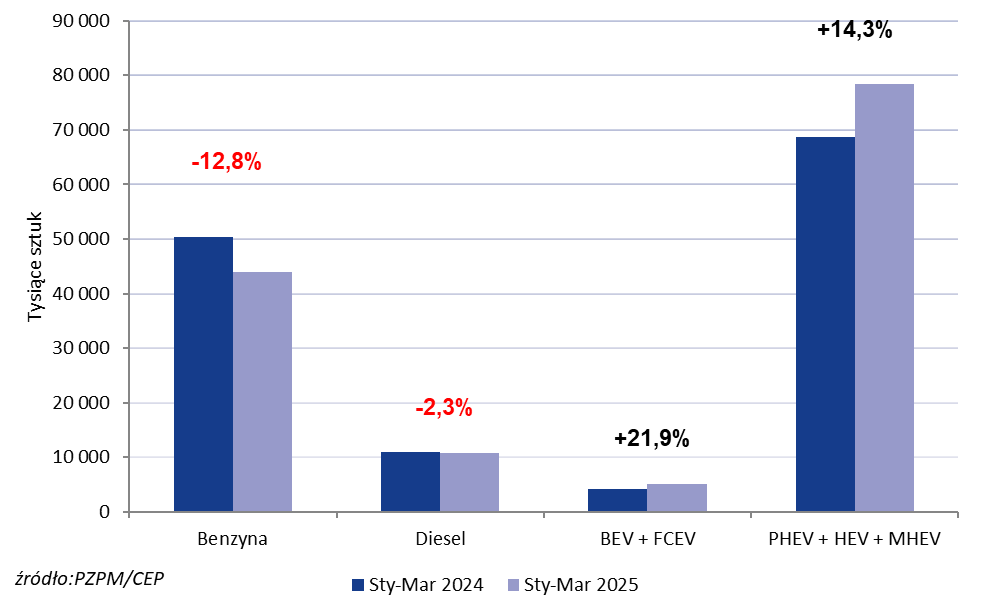 90 000
80 000
70 000
60 000
50 000
40 000
30 000
20 000
10 000
0
Tysiące sztuk
-12,8%
-2,3%
+21,9%
+14,3%
Benzyna
Diesel
BEV + FCEV
PHEV + HEV + MHEV
źródło:PZPM/CEP
Sty-Mar 2024
Sty-Mar 2025